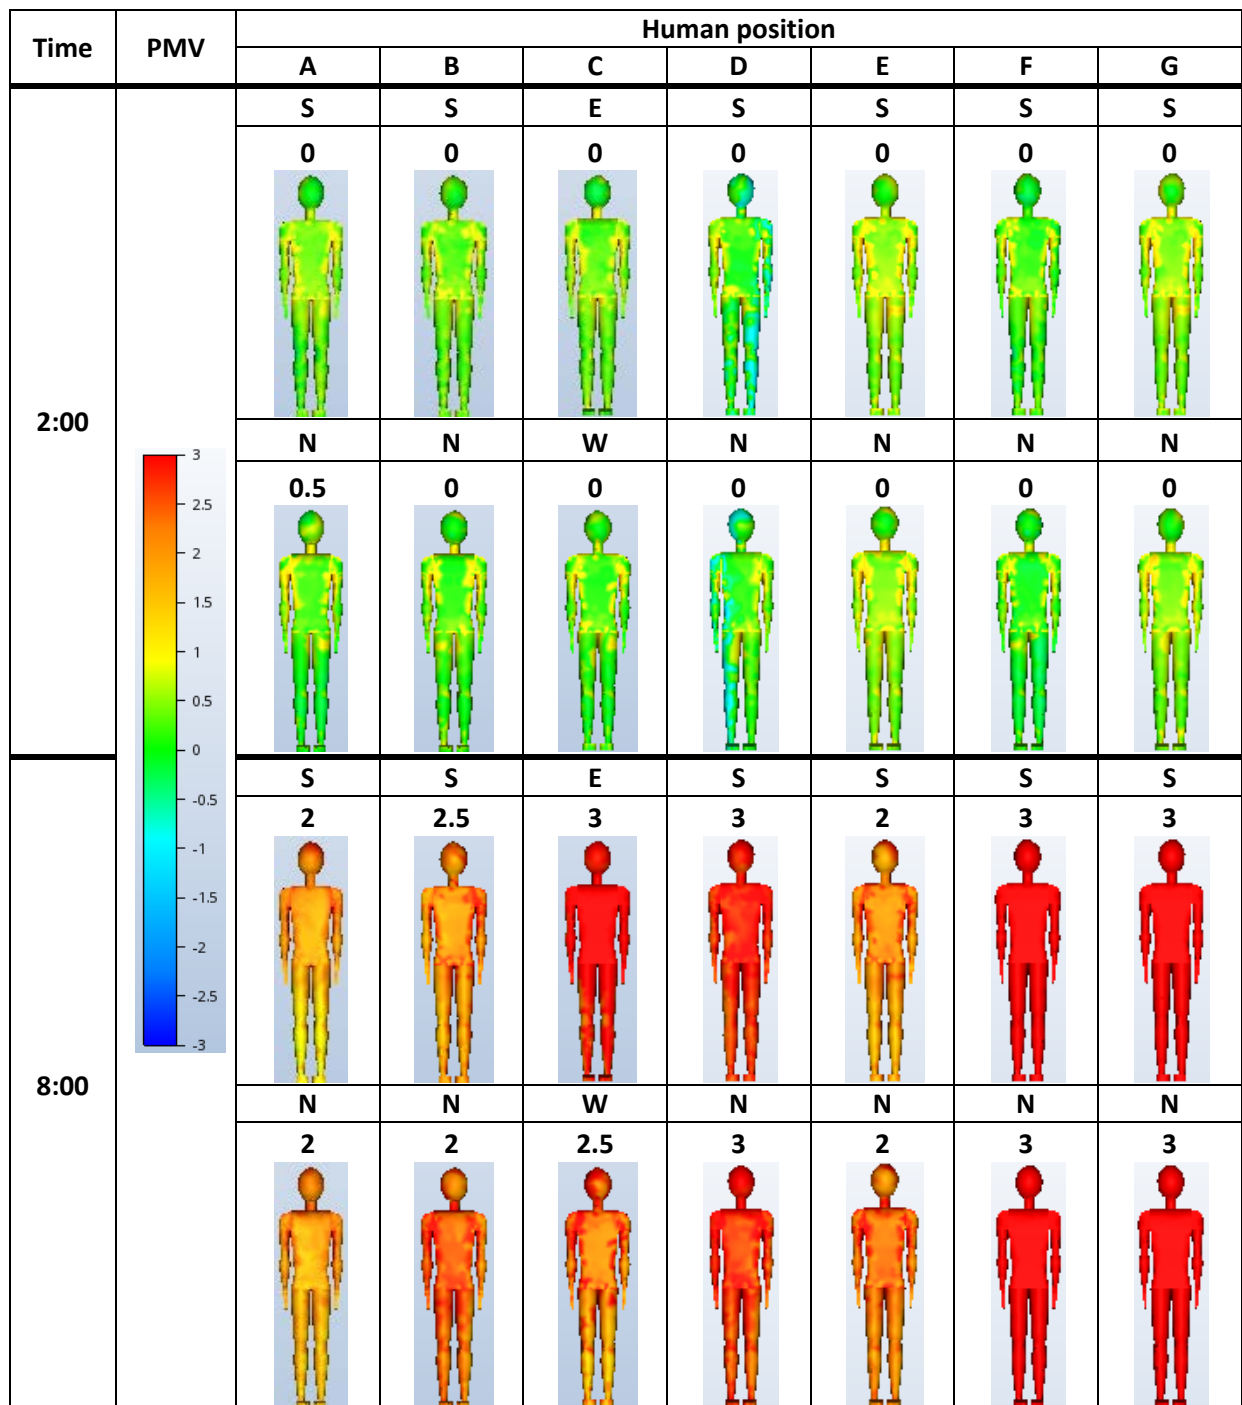 Time PMV Human position
A B C D E F G
2:00
S S E S S S S
0 0 0 0 0 0 0
N N W N N N N
0.5 0 0 0 0 0 0
3
2.5
2
1.5
1
0.5
0
-0.5
-1
-1.5
-2
-2.5
-3
8:00
S S E S S S S
2 2.5 3 3 2 3 3
N N W N N N N
2 2 2.5 3 2 3 3